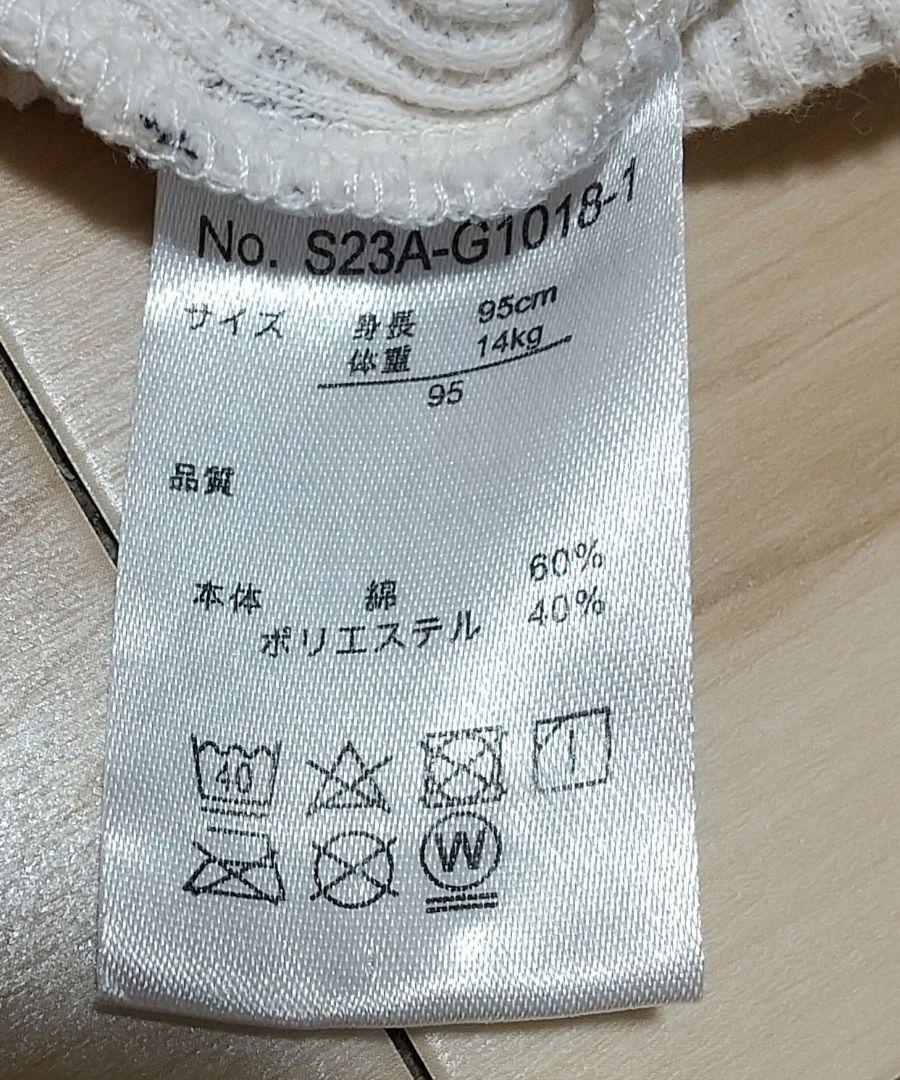 No. S23A-G1018-1
サイズ 身長 95cm
体重 14kg
95
品質
本体 綿 60%
ポリエステル 40%
40
W